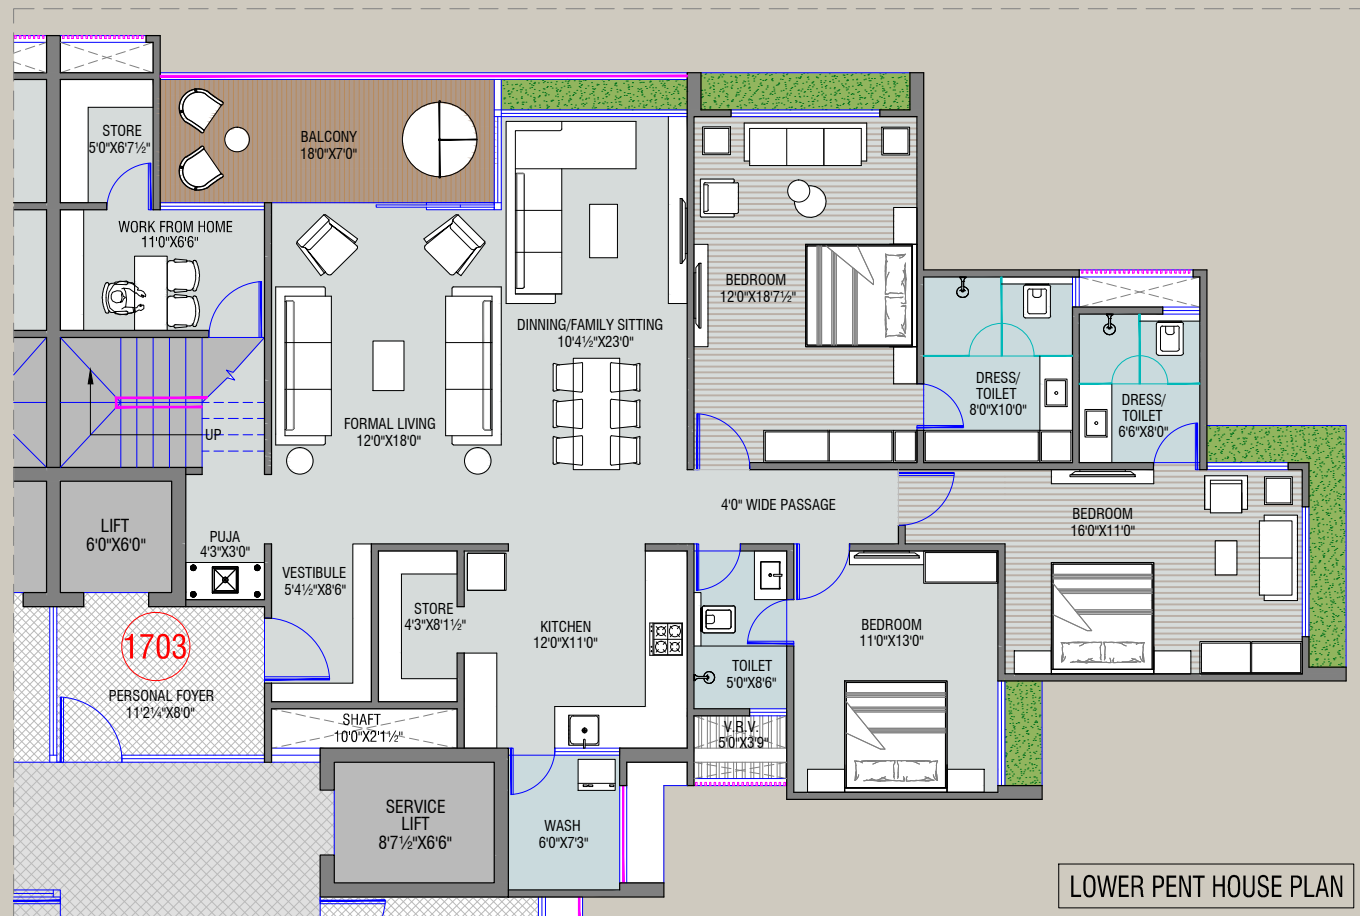 STORE
5'0"X6'7½"
BALCONY
18'0"X7'0"
WORK FROM HOME
11'0"X6'6"
BEDROOM
12'0"X18'7½"
DINNING/FAMILY SITTING
10'4½"X23'0"
FORMAL LIVING
12'0"X18'0"
DRESS/
TOILET
8'0"X10'0"
DRESS/
TOILET
6'6"X8'0"
UP
LIFT
6'0"X6'0"
PUJA
4'3"X3'0"
4'0" WIDE PASSAGE
BEDROOM
16'0"X11'0"
VESTIBULE
5'4½"X8'6"
STORE
4'3"X8'1½"
KITCHEN
12'0"X11'0"
BEDROOM
11'0"X13'0"
1703
TOILET
5'0"X8'6"
PERSONAL FOYER
11'2¼"X8'0"
SHAFT
10'0"X2'1½"
V.R.V.
5'0"X3'9"
SERVICE
LIFT
8'7½"X6'6"
WASH
6'0"X7'3"
LOWER PENT HOUSE PLAN